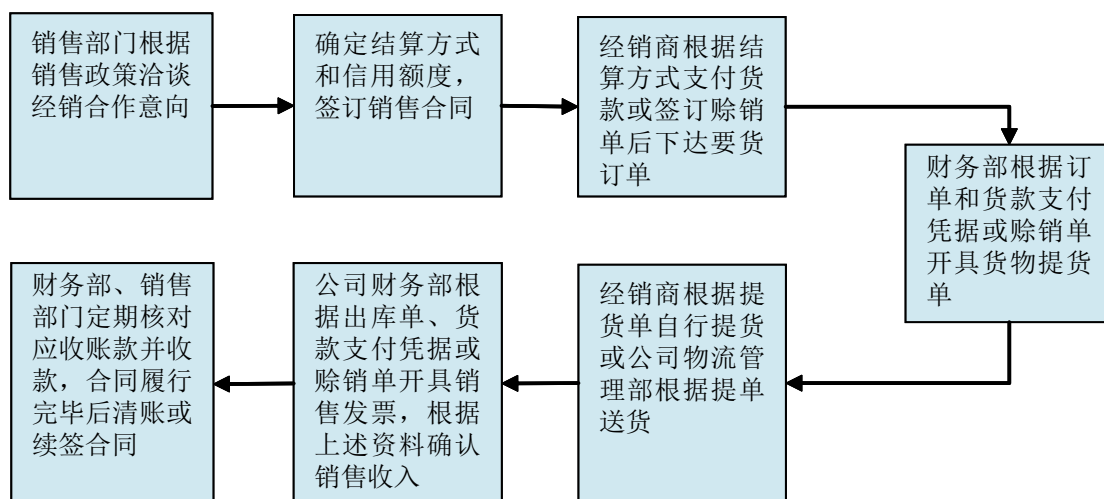 销售部门根据
销售政策洽谈
经销合作意向
确定结算方式
和信用额度，
签订销售合同
经销商根据结
算方式支付货
款或签订赊销
单后下达要货
订单
财务部根据订
单和货款支付
凭据或赊销单
开具货物提货
单
经销商根据提
货单自行提货
或公司物流管
理部根据提单
送货
公司财务部根
据出库单、货
款支付凭据或
赊销单开具销
售发票，根据
上述资料确认
销售收入
财务部、销售
部门定期核对
应收账款并收
款，合同履行
完毕后清账或
续签合同